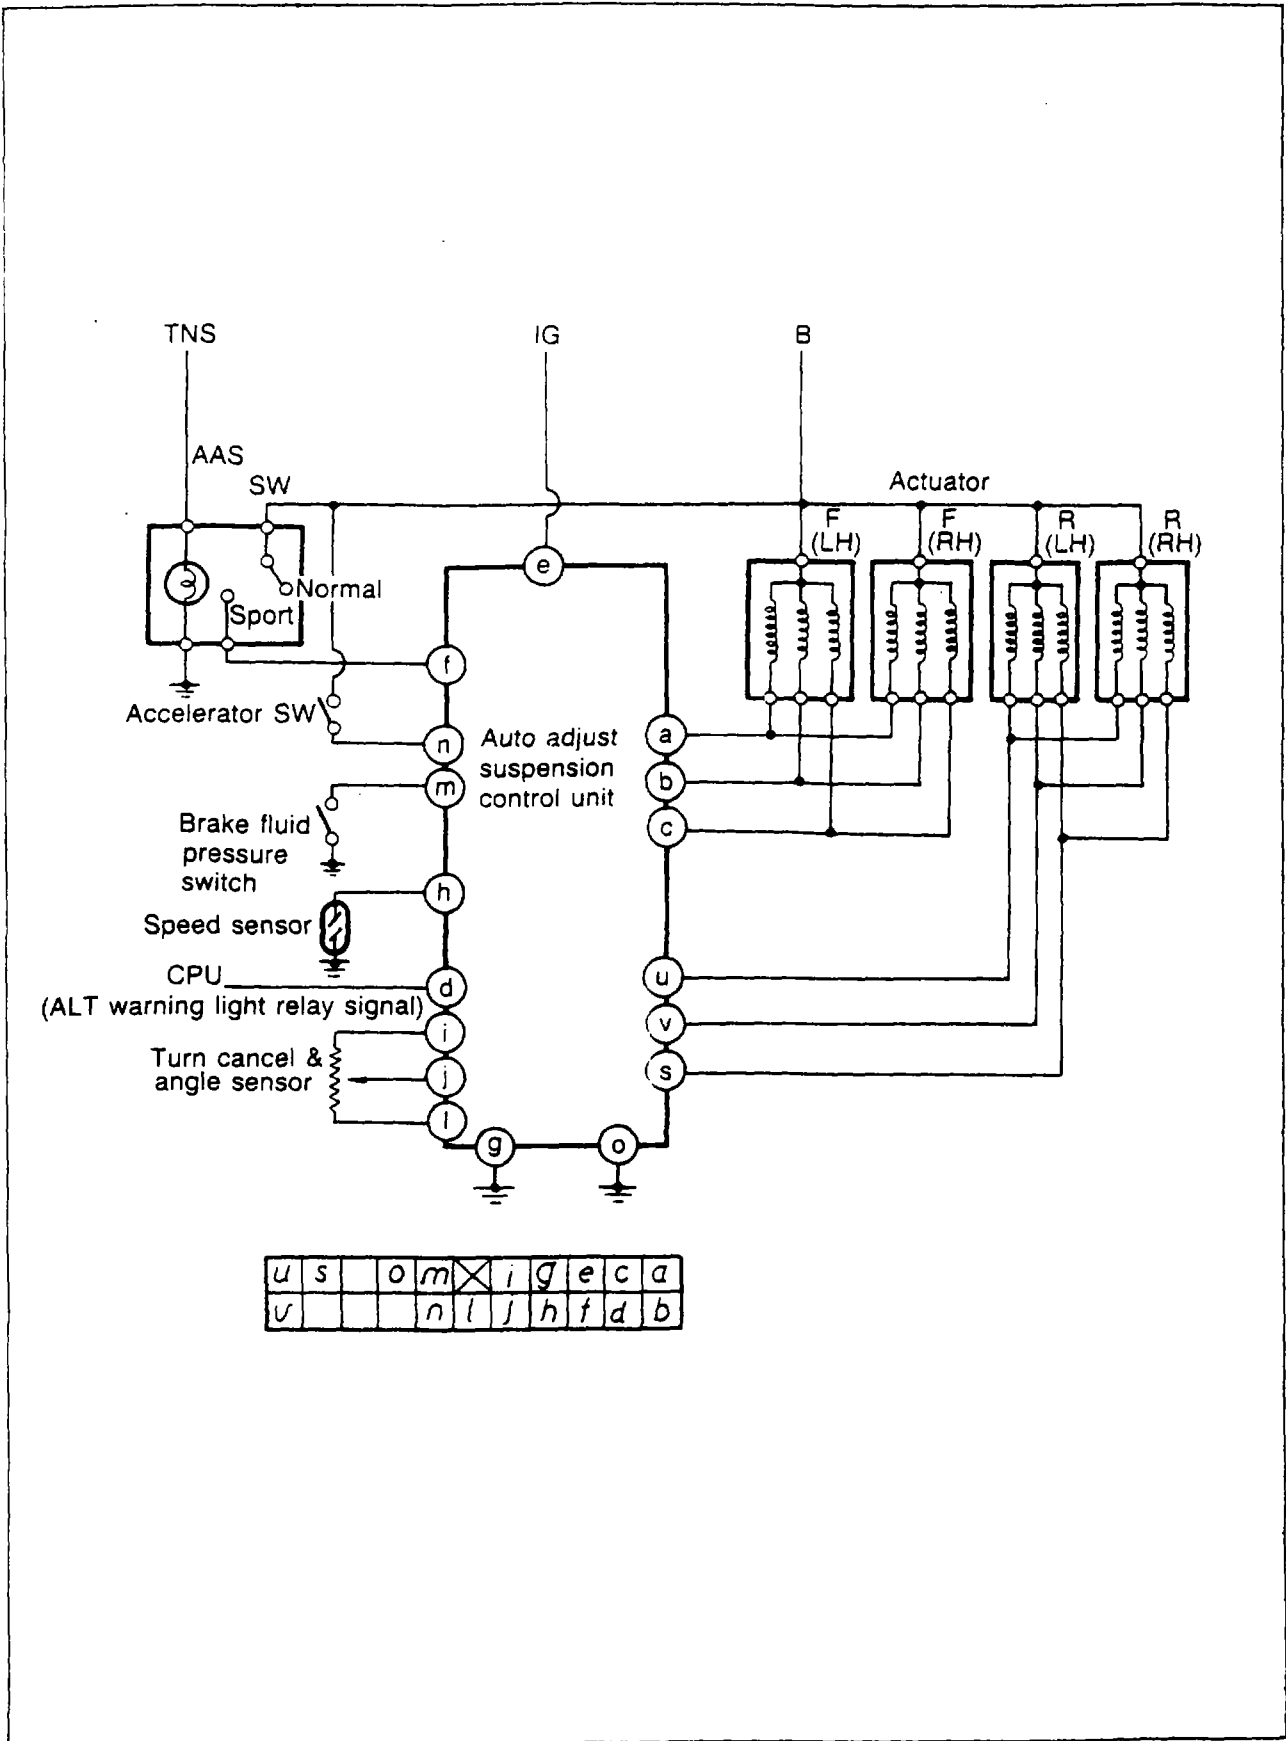 TNS
IG
B
AAS
SW
Actuator
F
(LH)
F
(RH)
R
(LH)
R
(RH)
Normal
Sport
e
f
Accelerator SW
n
m
Auto adjust
suspension
control unit
a
b
c
Brake fluid
pressure
switch
h
Speed sensor
CPU
(ALT warning light relay signal)
d
i
Turn cancel &
angle sensor
j
l
u
v
s
g
o
u s o m i g e c a
v n l j h f d b